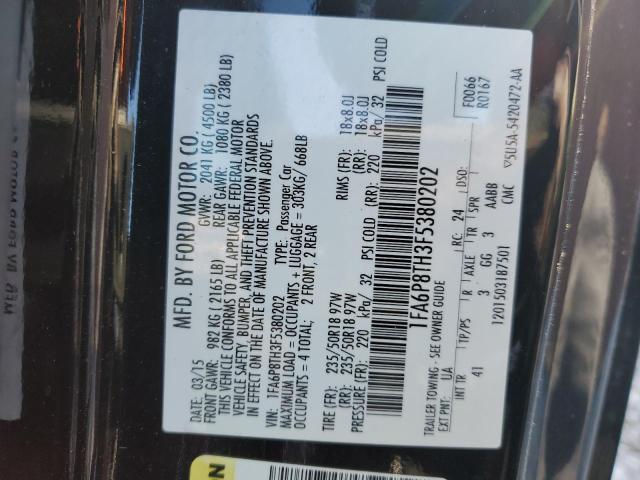 MFD. BY FORD MOTOR CO.
DATE: 03/15 GVWR: 2041 KG (4500 LB)
FRONT GAWR: 982 KG (2165 LB) REAR GAWR: 1080 KG (2380 LB)
THIS VEHICLE CONFORMS TO ALL APPLICABLE FEDERAL MOTOR
VEHICLE SAFETY, BUMPER, AND THEFT PREVENTION STANDARDS
IN EFFECT ON THE DATE OF MANUFACTURE SHOWN ABOVE.
VIN: 1FA6P8TH3F5380202 TYPE: Passenger Car
MAXIMUM LOAD = OCCUPANTS + LUGGAGE = 303KG/ 668LB
OCCUPANTS = 4 TOTAL: 2 FRONT, 2 REAR
TIRE (FR): 235/50R18 97W RIMS (FR): 18x8.0J
TIRE (RR): 235/50R18 97W (RR): 18x8.0J
PRESSURE (FR): 220 kPa/ 32 PSI COLD (RR): 220 kPa/ 32 PSI COLD
1FA6P8TH3F5380202
TRAILER TOWING - SEE OWNER GUIDE
EXT PNT: UA RC: 24 DSO: F0066
R0167
INT TR TP/PS R AXLE TR SPR
41 3 GG 3 AABB
1201503187501 CMC 5U5A-5420472-AA
N